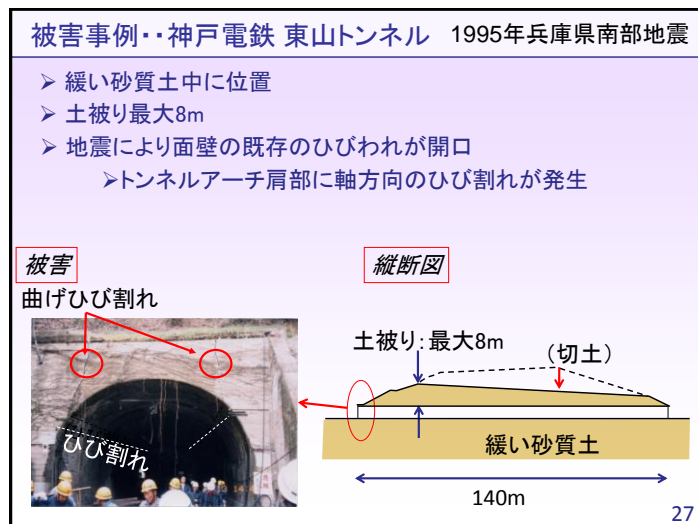 被害事例・・神戸電鉄 東山トンネル 1995年兵庫県南部地震
➢ 緩い砂質土中に位置
➢ 土被り最大8m
➢ 地震により面壁の既存のひびわれが開口
➢トンネルアーチ肩部に軸方向のひび割れが発生
被害
曲げひび割れ
ひび割れ
縦断図
土被り:最大8m
(切土)
緩い砂質土
140m
27